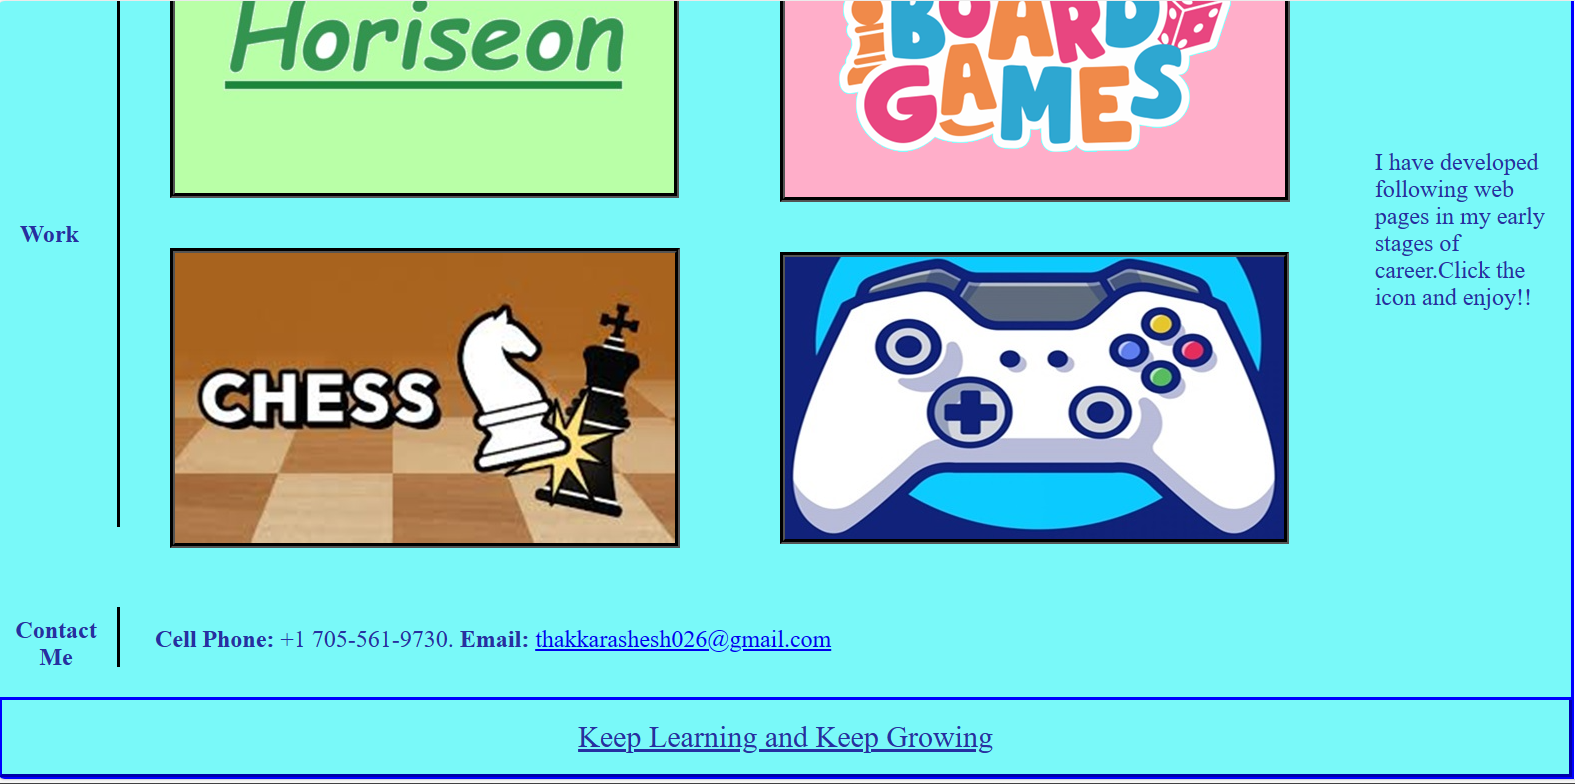 Horiseon
BOARD
GAMES
Work
I have developed
following web
pages in my early
stages of
career.Click the
icon and enjoy!!
CHESS
Contact
Me
Cell Phone: +1 705-561-9730. Email: thakkarashesh026@gmail.com
Keep Learning and Keep Growing